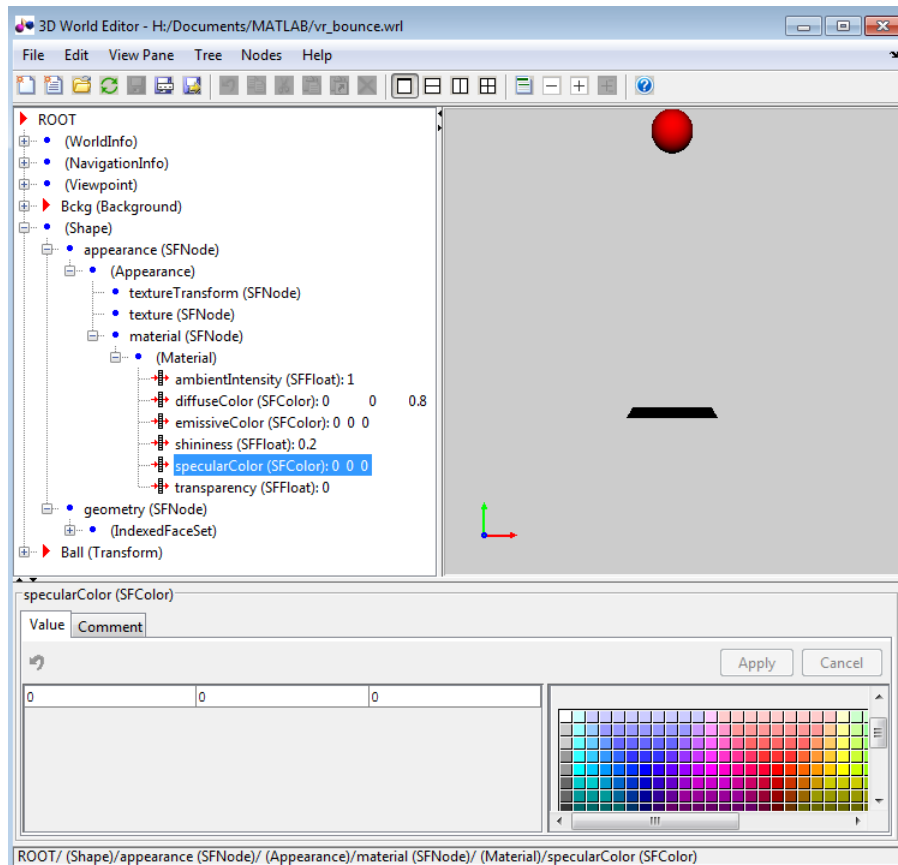 3D World Editor - H:/Documents/MATLAB/vr_bounce.wrl
File Edit View Pane Tree Nodes Help
ROOT
(WorldInfo)
(NavigationInfo)
(Viewpoint)
Bckg (Background)
(Shape)
appearance (SFNode)
(Appearance)
textureTransform (SFNode)
texture (SFNode)
material (SFNode)
(Material)
ambientIntensity (SFFloat): 1
diffuseColor (SFColor): 0 0 0.8
emissiveColor (SFColor): 0 0 0
shininess (SFFloat): 0.2
specularColor (SFColor): 0 0 0
transparency (SFFloat): 0
geometry (SFNode)
(IndexedFaceSet)
Ball (Transform)
specularColor (SFColor)
Value Comment
Apply Cancel
0 0 0
ROOT/ (Shape)/appearance (SFNode)/ (Appearance)/material (SFNode)/ (Material)/specularColor (SFColor)